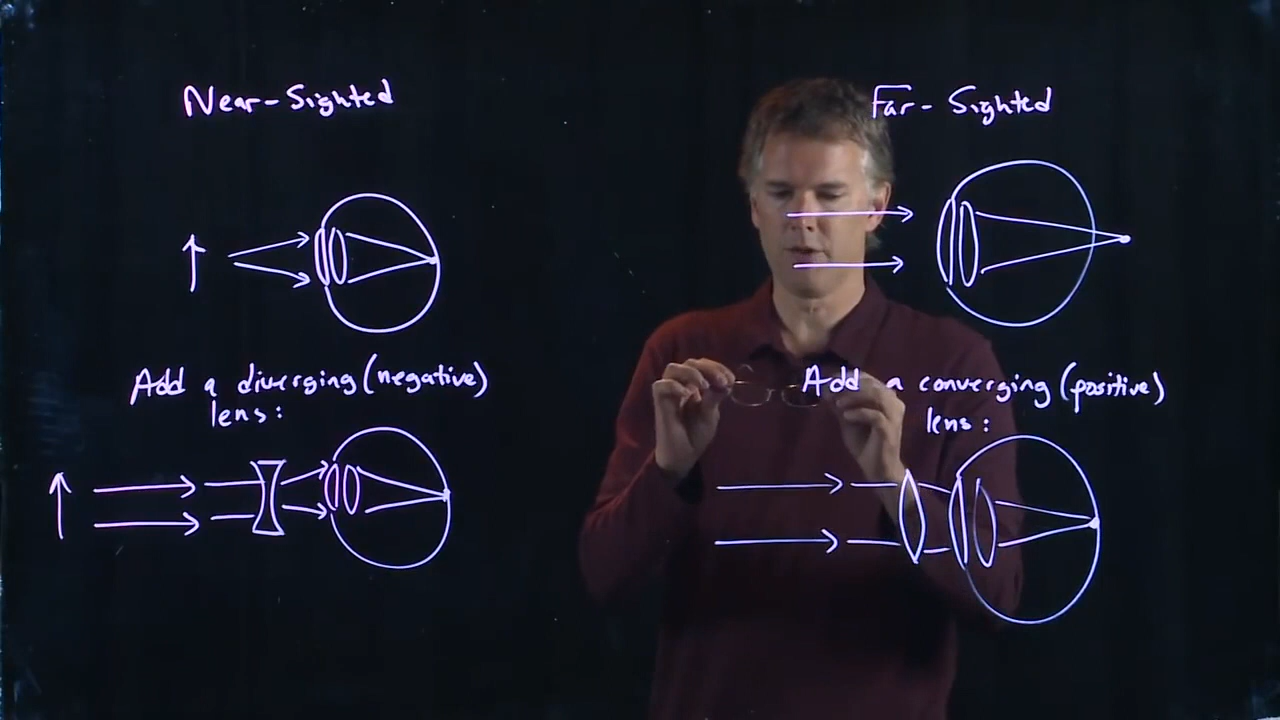 Near-Sighted
Add a diverging (negative)
lens:
Far-Sighted
Add a converging (positive)
lens: